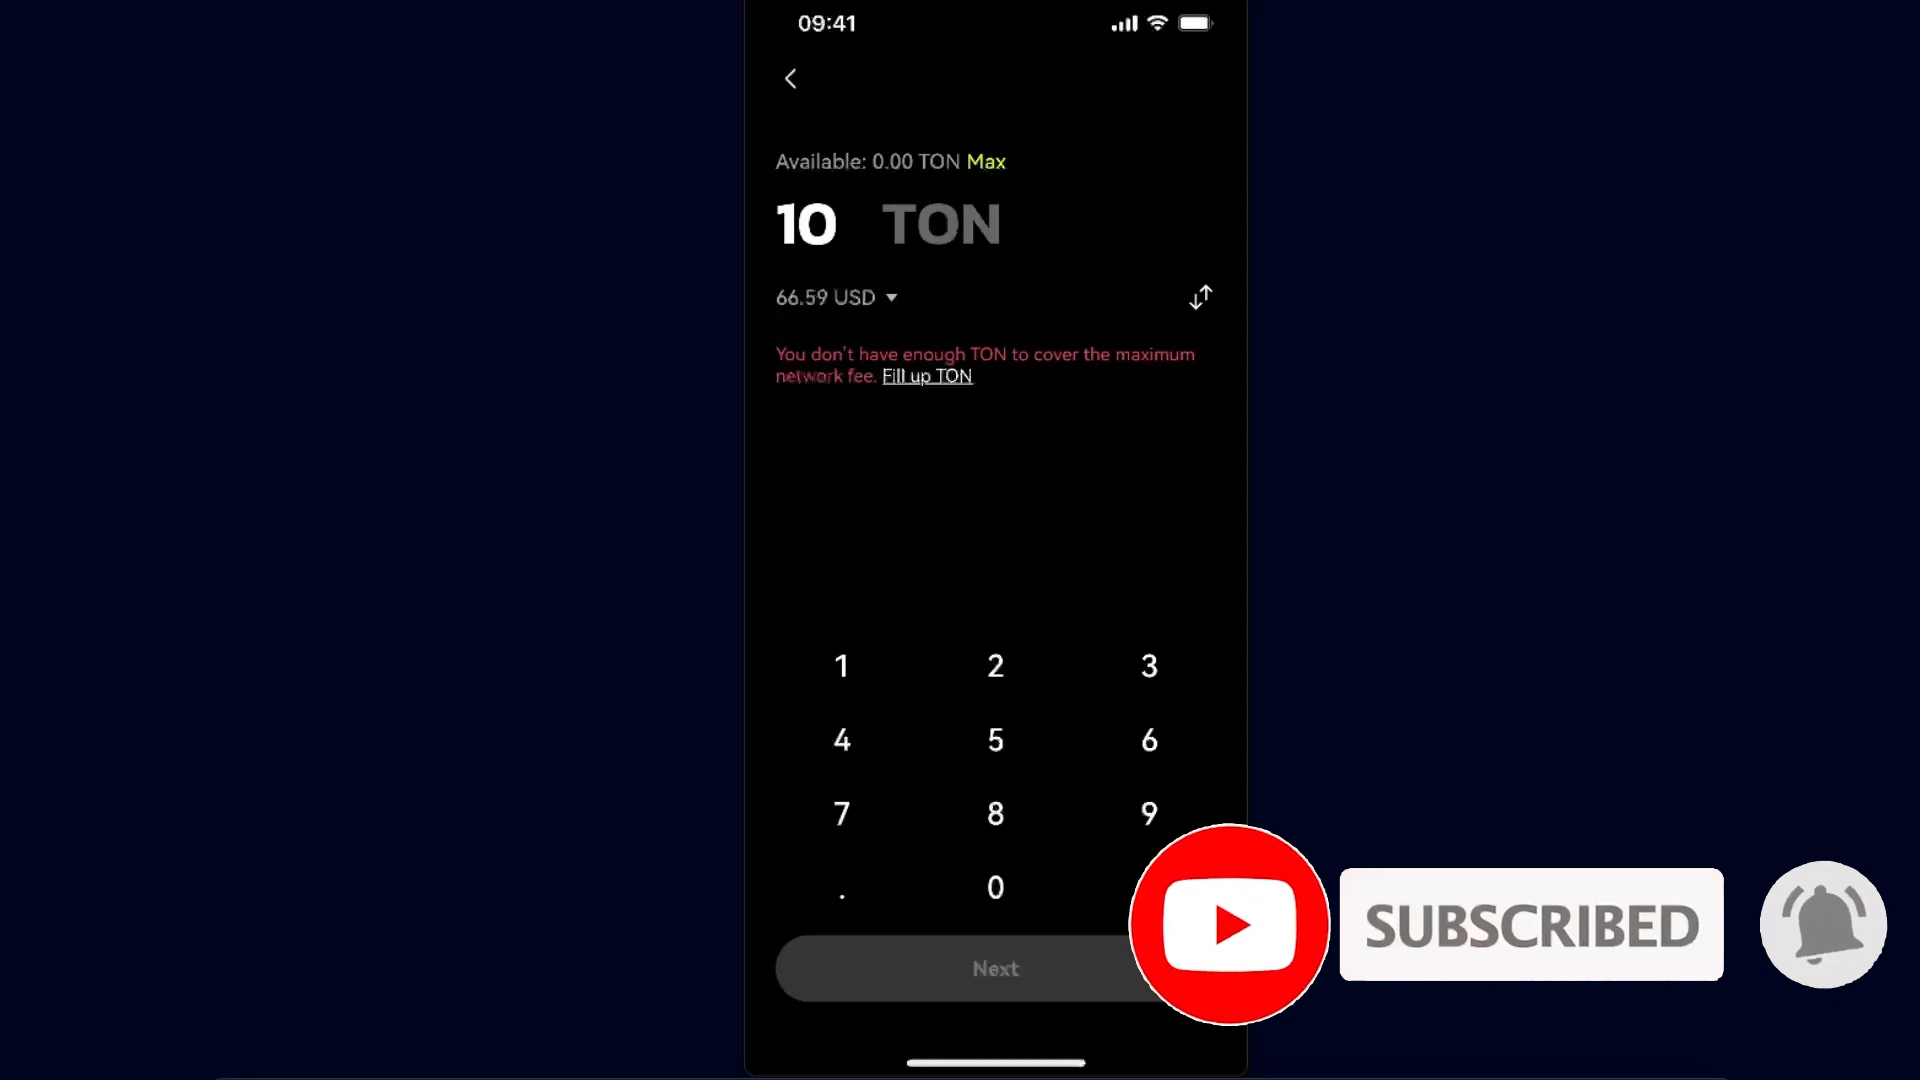 09:41
Available: 0.00 TON Max
10 TON
66.59 USD
You don't have enough TON to cover the maximum
network fee. Fill up TON
1 2 3
4 5 6
7 8 9
. 0
Next
SUBSCRIBED